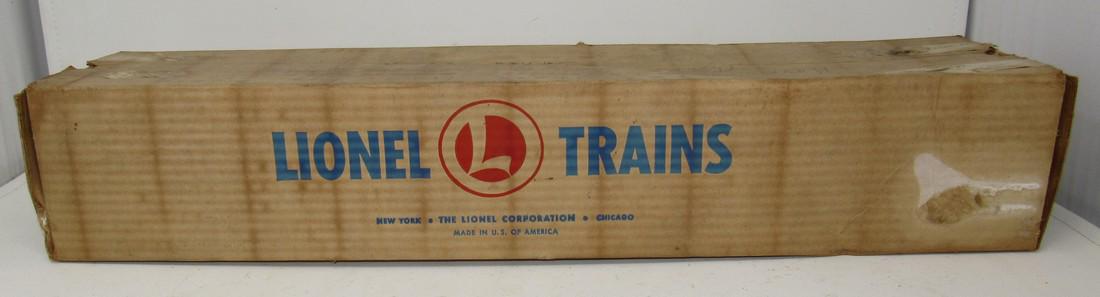 LIONEL L TRAINS
NEW YORK • THE LIONEL CORPORATION • CHICAGO
MADE IN U.S. OF AMERICA